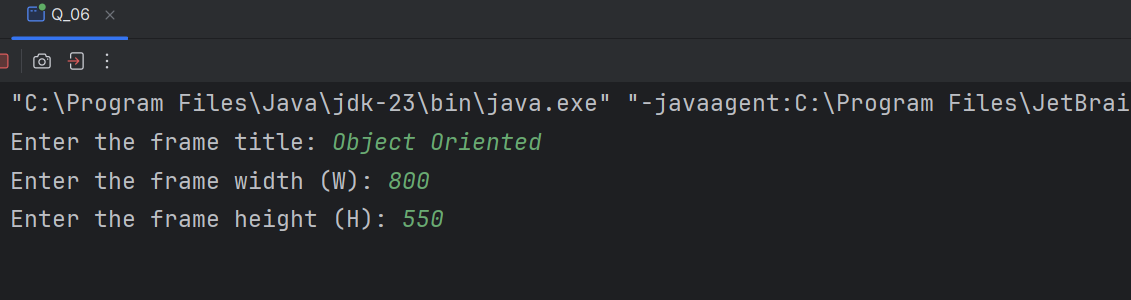 Q_06
"C:\Program Files\Java\jdk-23\bin\java.exe" "-javaagent:C:\Program Files\JetBrai
Enter the frame title: Object Oriented
Enter the frame width (W): 800
Enter the frame height (H): 550